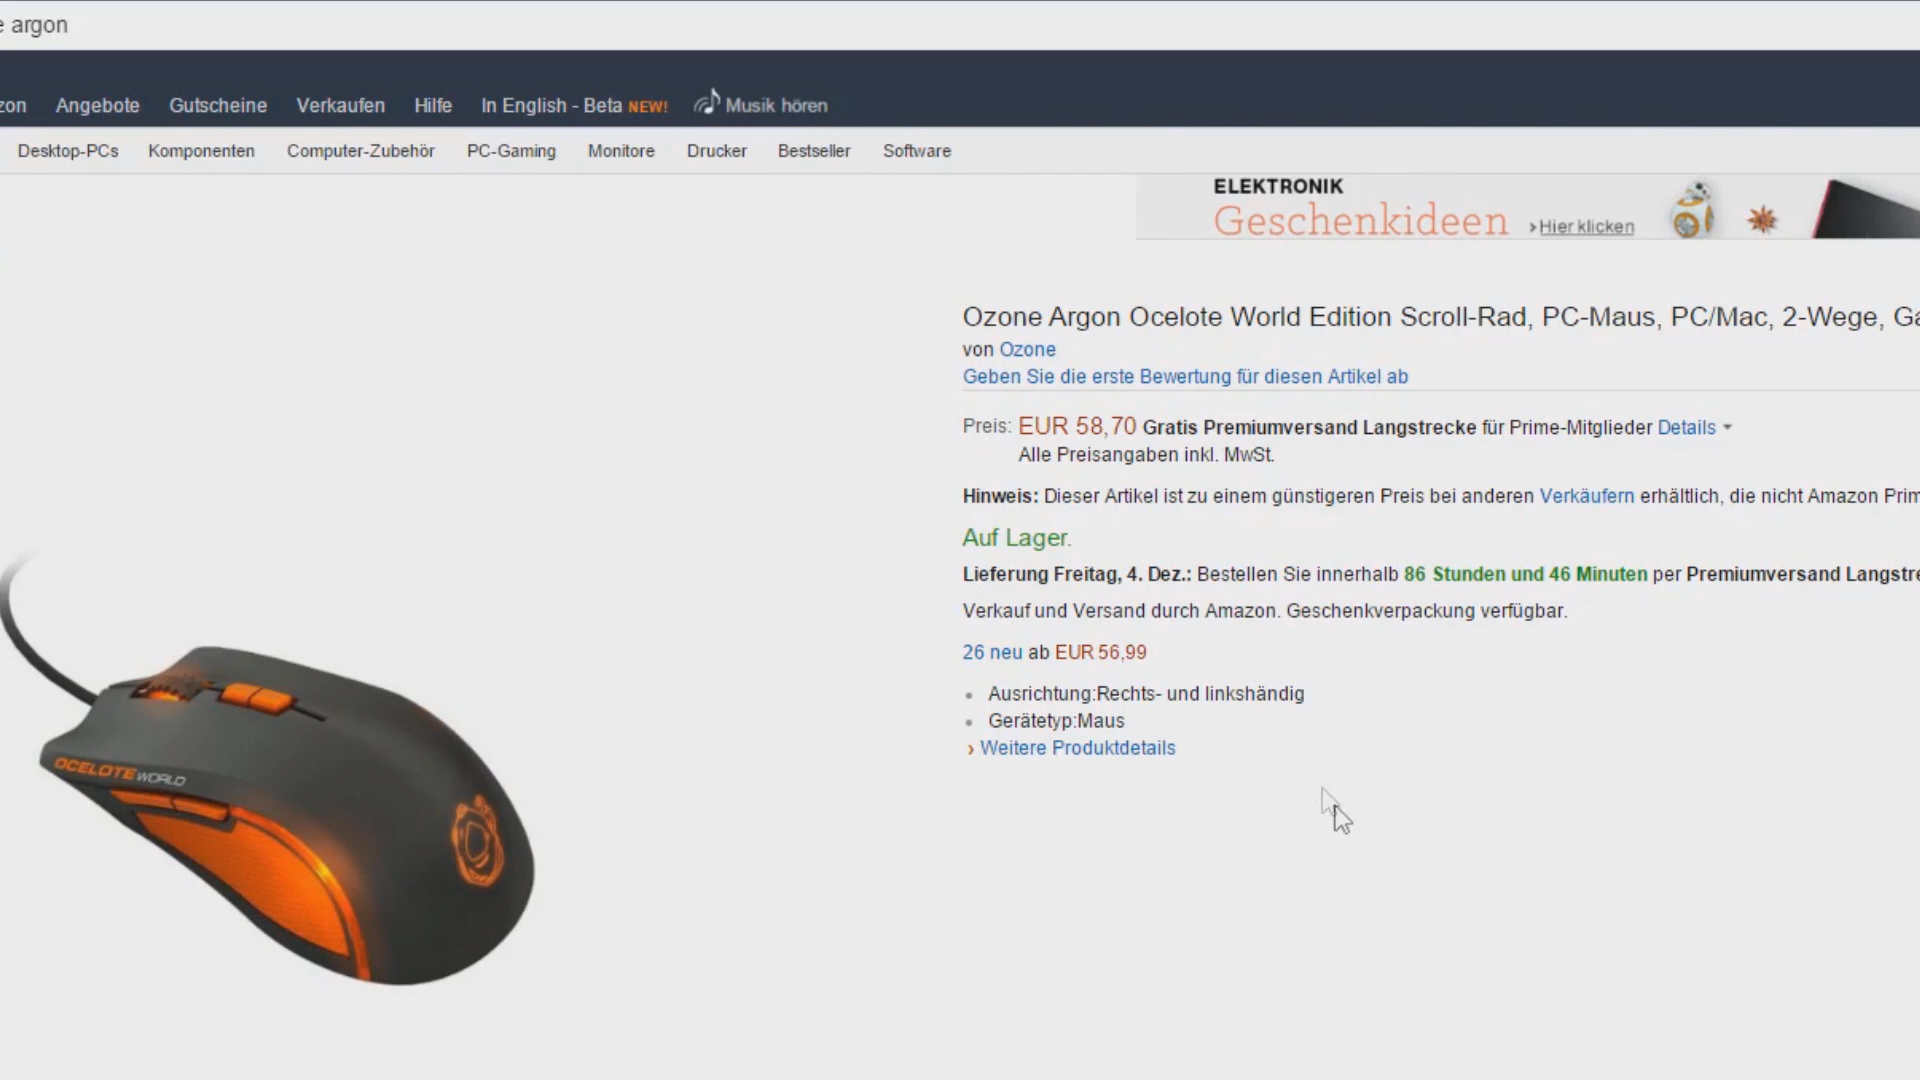 argon
Angebote Gutscheine Verkaufen Hilfe In English - Beta NEW! Musik hören
Desktop-PCs Komponenten Computer-Zubehör PC-Gaming Monitore Drucker Bestseller Software
ELEKTRONIK
Geschenkideen ›Hier klicken
Ozone Argon Ocelote World Edition Scroll-Rad, PC-Maus, PC/Mac, 2-Wege,
von Ozone
Geben Sie die erste Bewertung für diesen Artikel ab
Preis: EUR 58,70 Gratis Premiumversand Langstrecke für Prime-Mitglieder Details
Alle Preisangaben inkl. MwSt.
Hinweis: Dieser Artikel ist zu einem günstigeren Preis bei anderen Verkäufern erhältlich, die nicht Amazon
Auf Lager.
Lieferung Freitag, 4. Dez.: Bestellen Sie innerhalb 86 Stunden und 46 Minuten per Premiumversand
Verkauf und Versand durch Amazon. Geschenkverpackung verfügbar.
26 neu ab EUR 56,99
Ausrichtung:Rechts- und linkshändig
Gerätetyp:Maus
› Weitere Produktdetails
OCELOTE WORLD